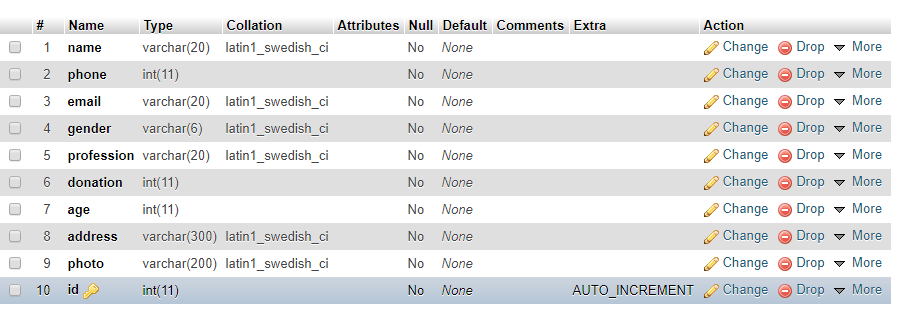 # Name Type Collation Attributes Null Default Comments Extra Action
1 name varchar(20) latin1_swedish_ci No None Change Drop More
2 phone int(11) No None Change Drop More
3 email varchar(20) latin1_swedish_ci No None Change Drop More
4 gender varchar(6) latin1_swedish_ci No None Change Drop More
5 profession varchar(20) latin1_swedish_ci No None Change Drop More
6 donation int(11) No None Change Drop More
7 age int(11) No None Change Drop More
8 address varchar(300) latin1_swedish_ci No None Change Drop More
9 photo varchar(200) latin1_swedish_ci No None Change Drop More
10 id int(11) No None AUTO_INCREMENT Change Drop More